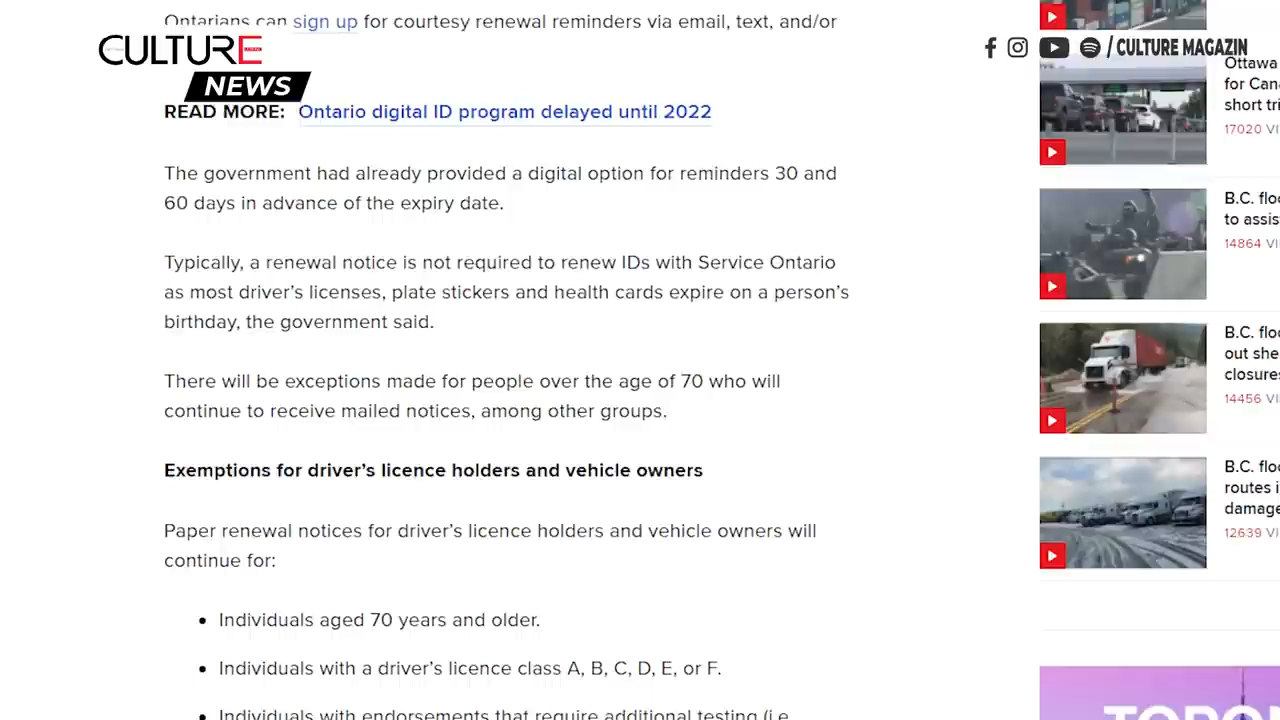 Ontarians can sign up for courtesy renewal reminders via email, text, and/or
CULTURE
NEWS
/ CULTURE MAGAZIN
READ MORE: Ontario digital ID program delayed until 2022
The government had already provided a digital option for reminders 30 and
60 days in advance of the expiry date.
Typically, a renewal notice is not required to renew IDs with Service Ontario
as most driver's licenses, plate stickers and health cards expire on a person's
birthday, the government said.
There will be exceptions made for people over the age of 70 who will
continue to receive mailed notices, among other groups.
Exemptions for driver's licence holders and vehicle owners
Paper renewal notices for driver's licence holders and vehicle owners will
continue for:
• Individuals aged 70 years and older.
• Individuals with a driver's licence class A, B, C, D, E, or F.
• Individuals with endorsements that require additional testing (i.e.
Ottawa
for Can
short tri
17020 VI
B.C. floo
to assis
14864 VI
B.C. floo
out she
closures
14456 VI
B.C. floo
routes i
damage
12639 VI
TORON